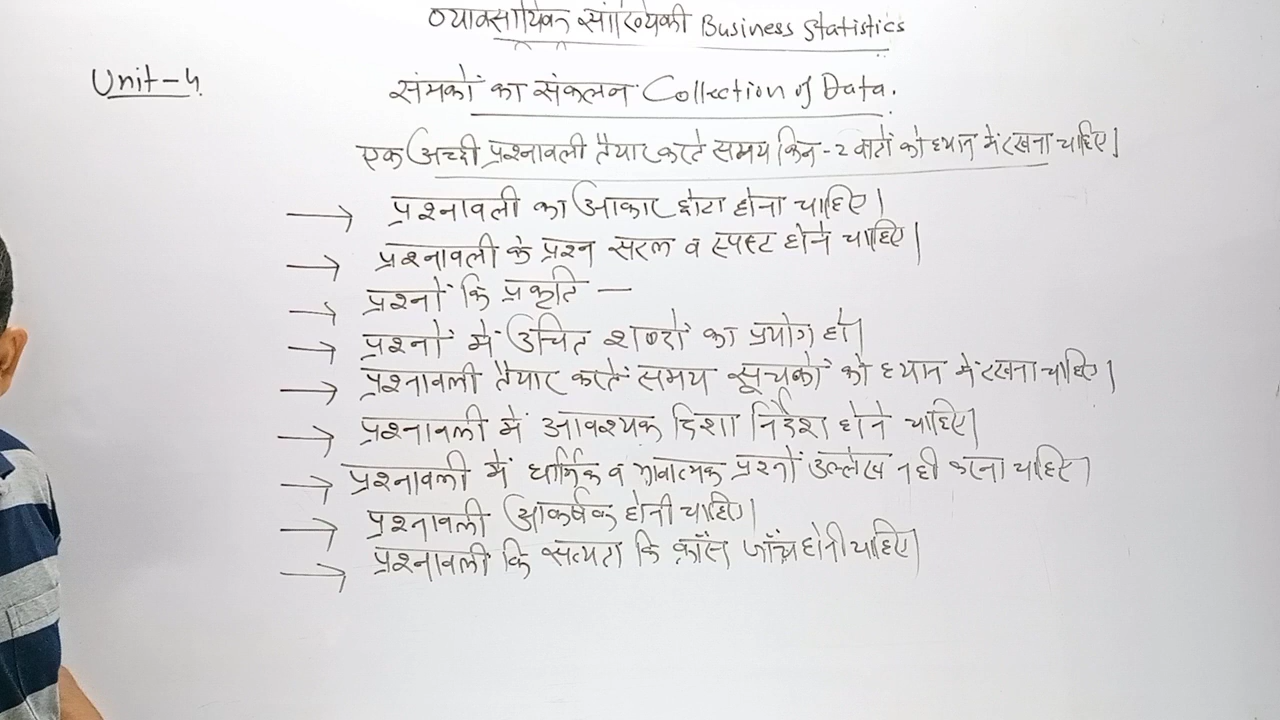 व्यावसायिक सांख्यिकी Business Statistics
Unit-4
संमकों का संकलन Collection of Data.
एक अच्छी प्रश्नावली तैयार करते समय किन-2 बातों को ध्यान में रखना चाहिए।
→ प्रश्नावली का आकार छोटा होना चाहिए।
→ प्रश्नावली के प्रश्न सरल व स्पष्ट होने चाहिए।
→ प्रश्नों कि प्रकृति —
→ प्रश्नों में उचित शब्दों का प्रयोग हो।
→ प्रश्नावली तैयार करते समय सूचकों को ध्यान में रखना चाहिए।
→ प्रश्नावली में आवश्यक दिशा निर्देश होने चाहिए।
→ प्रश्नावली में धार्मिक व भावात्मक प्रश्नों उल्लेख नही करना चाहिए।
→ प्रश्नावली आकर्षक होनी चाहिए।
→ प्रश्नावली कि सत्यता कि क्रॉस जाँच होनी चाहिए।